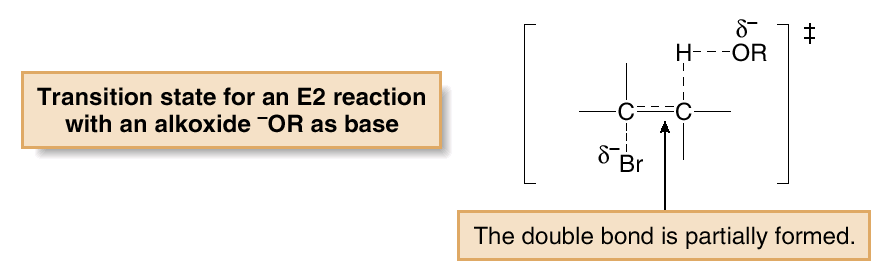 Transition state for an E2 reaction
with an alkoxide ⁻OR as base
δ⁻
H OR
‡
C C
δ⁻
Br
The double bond is partially formed.